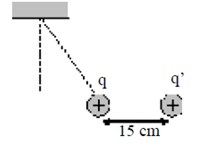 q q’
+ +
15 cm